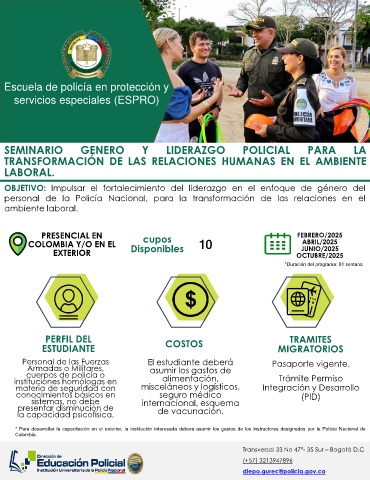 Escuela de policía en protección y
servicios especiales (ESPRO)
SEMINARIO GENERO Y LIDERAZGO POLICIAL PARA LA
TRANSFORMACIÓN DE LAS RELACIONES HUMANAS EN EL AMBIENTE
LABORAL.
OBJETIVO: Impulsar el fortalecimiento del liderazgo en el enfoque de género del
personal de la Policía Nacional, para la transformación de las relaciones en el
ambiente laboral.
PRESENCIAL EN
COLOMBIA Y/O EN EL
EXTERIOR
cupos
Disponibles
10
FEBRERO/2025
ABRIL/2025
JUNIO/2025
OCTUBRE/2025
*Duración del programa: 01 semana
PERFIL DEL
ESTUDIANTE
Personal de las Fuerzas
Armadas o Militares,
cuerpos de policía o
instituciones homologas en
materia de seguridad con
conocimientos básicos en
sistemas, no debe
presentar disminución de
la capacidad psicofísica.
COSTOS
El estudiante deberá
asumir los gastos de
alimentación,
misceláneos y logísticos,
seguro médico
internacional, esquema
de vacunación.
TRAMITES
MIGRATORIOS
Pasaporte vigente.
Trámite Permiso
Integración y Desarrollo
(PID)
* Para desarrollar la capacitación en el exterior, la institución interesada deberá asumir los gastos de los instructores designados por la Policía Nacional de
Colombia.
Dirección de
Educación Policial
Institución Universitaria de la Policía Nacional
Transversal 33 No 47ª- 35 Sur – Bogotá D.C
(+57) 3213947896
diepo.gurec@policia.gov.co